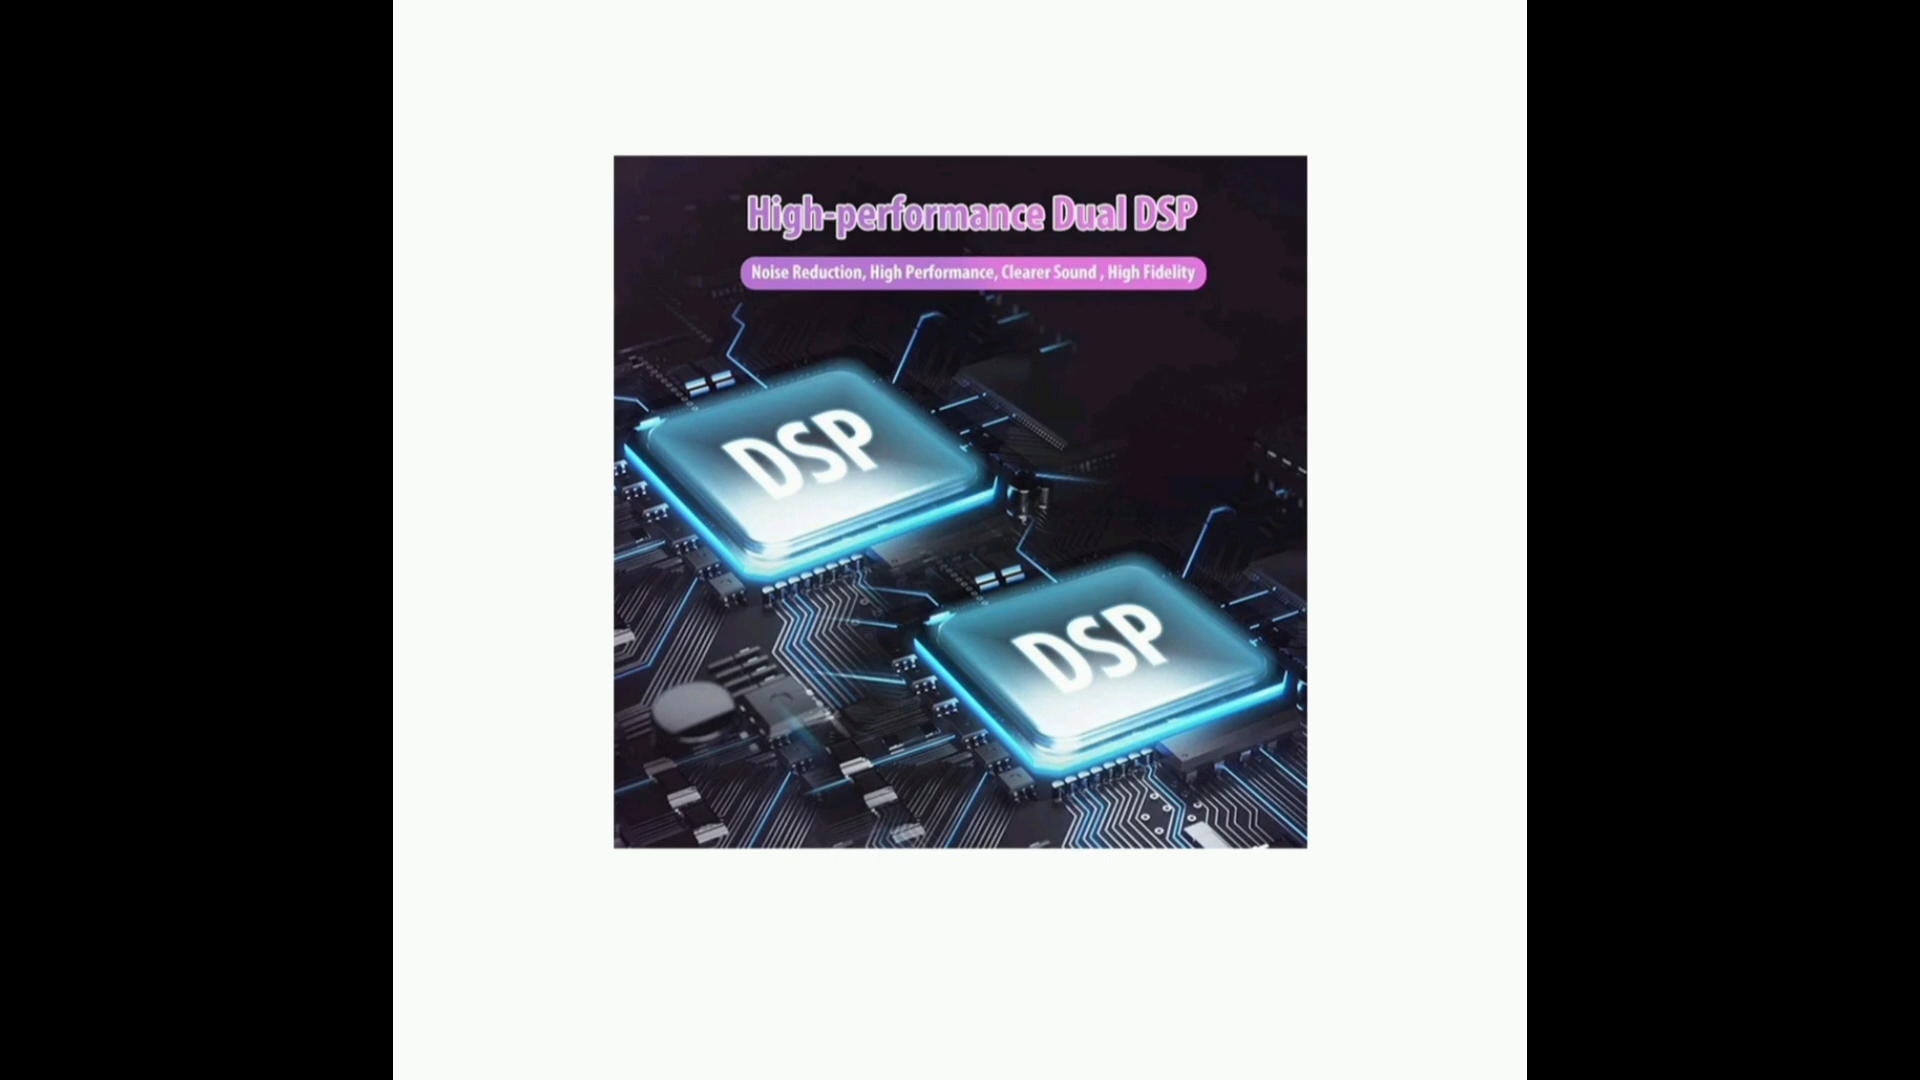 High-performance Dual DSP
Noise Reduction, High Performance, Clearer Sound , High Fidelity
DSP
DSP